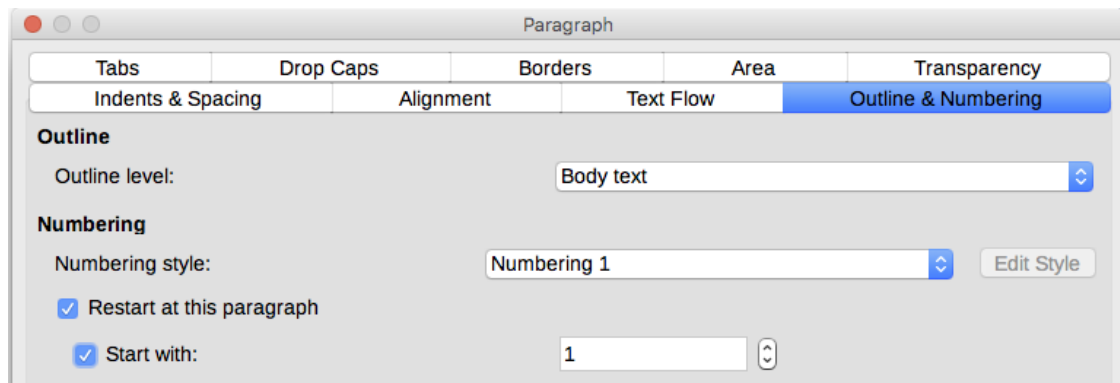 Paragraph
Tabs Drop Caps Borders Area Transparency
Indents & Spacing Alignment Text Flow Outline & Numbering
Outline
Outline level: Body text
Numbering
Numbering style: Numbering 1 Edit Style
Restart at this paragraph
Start with: 1